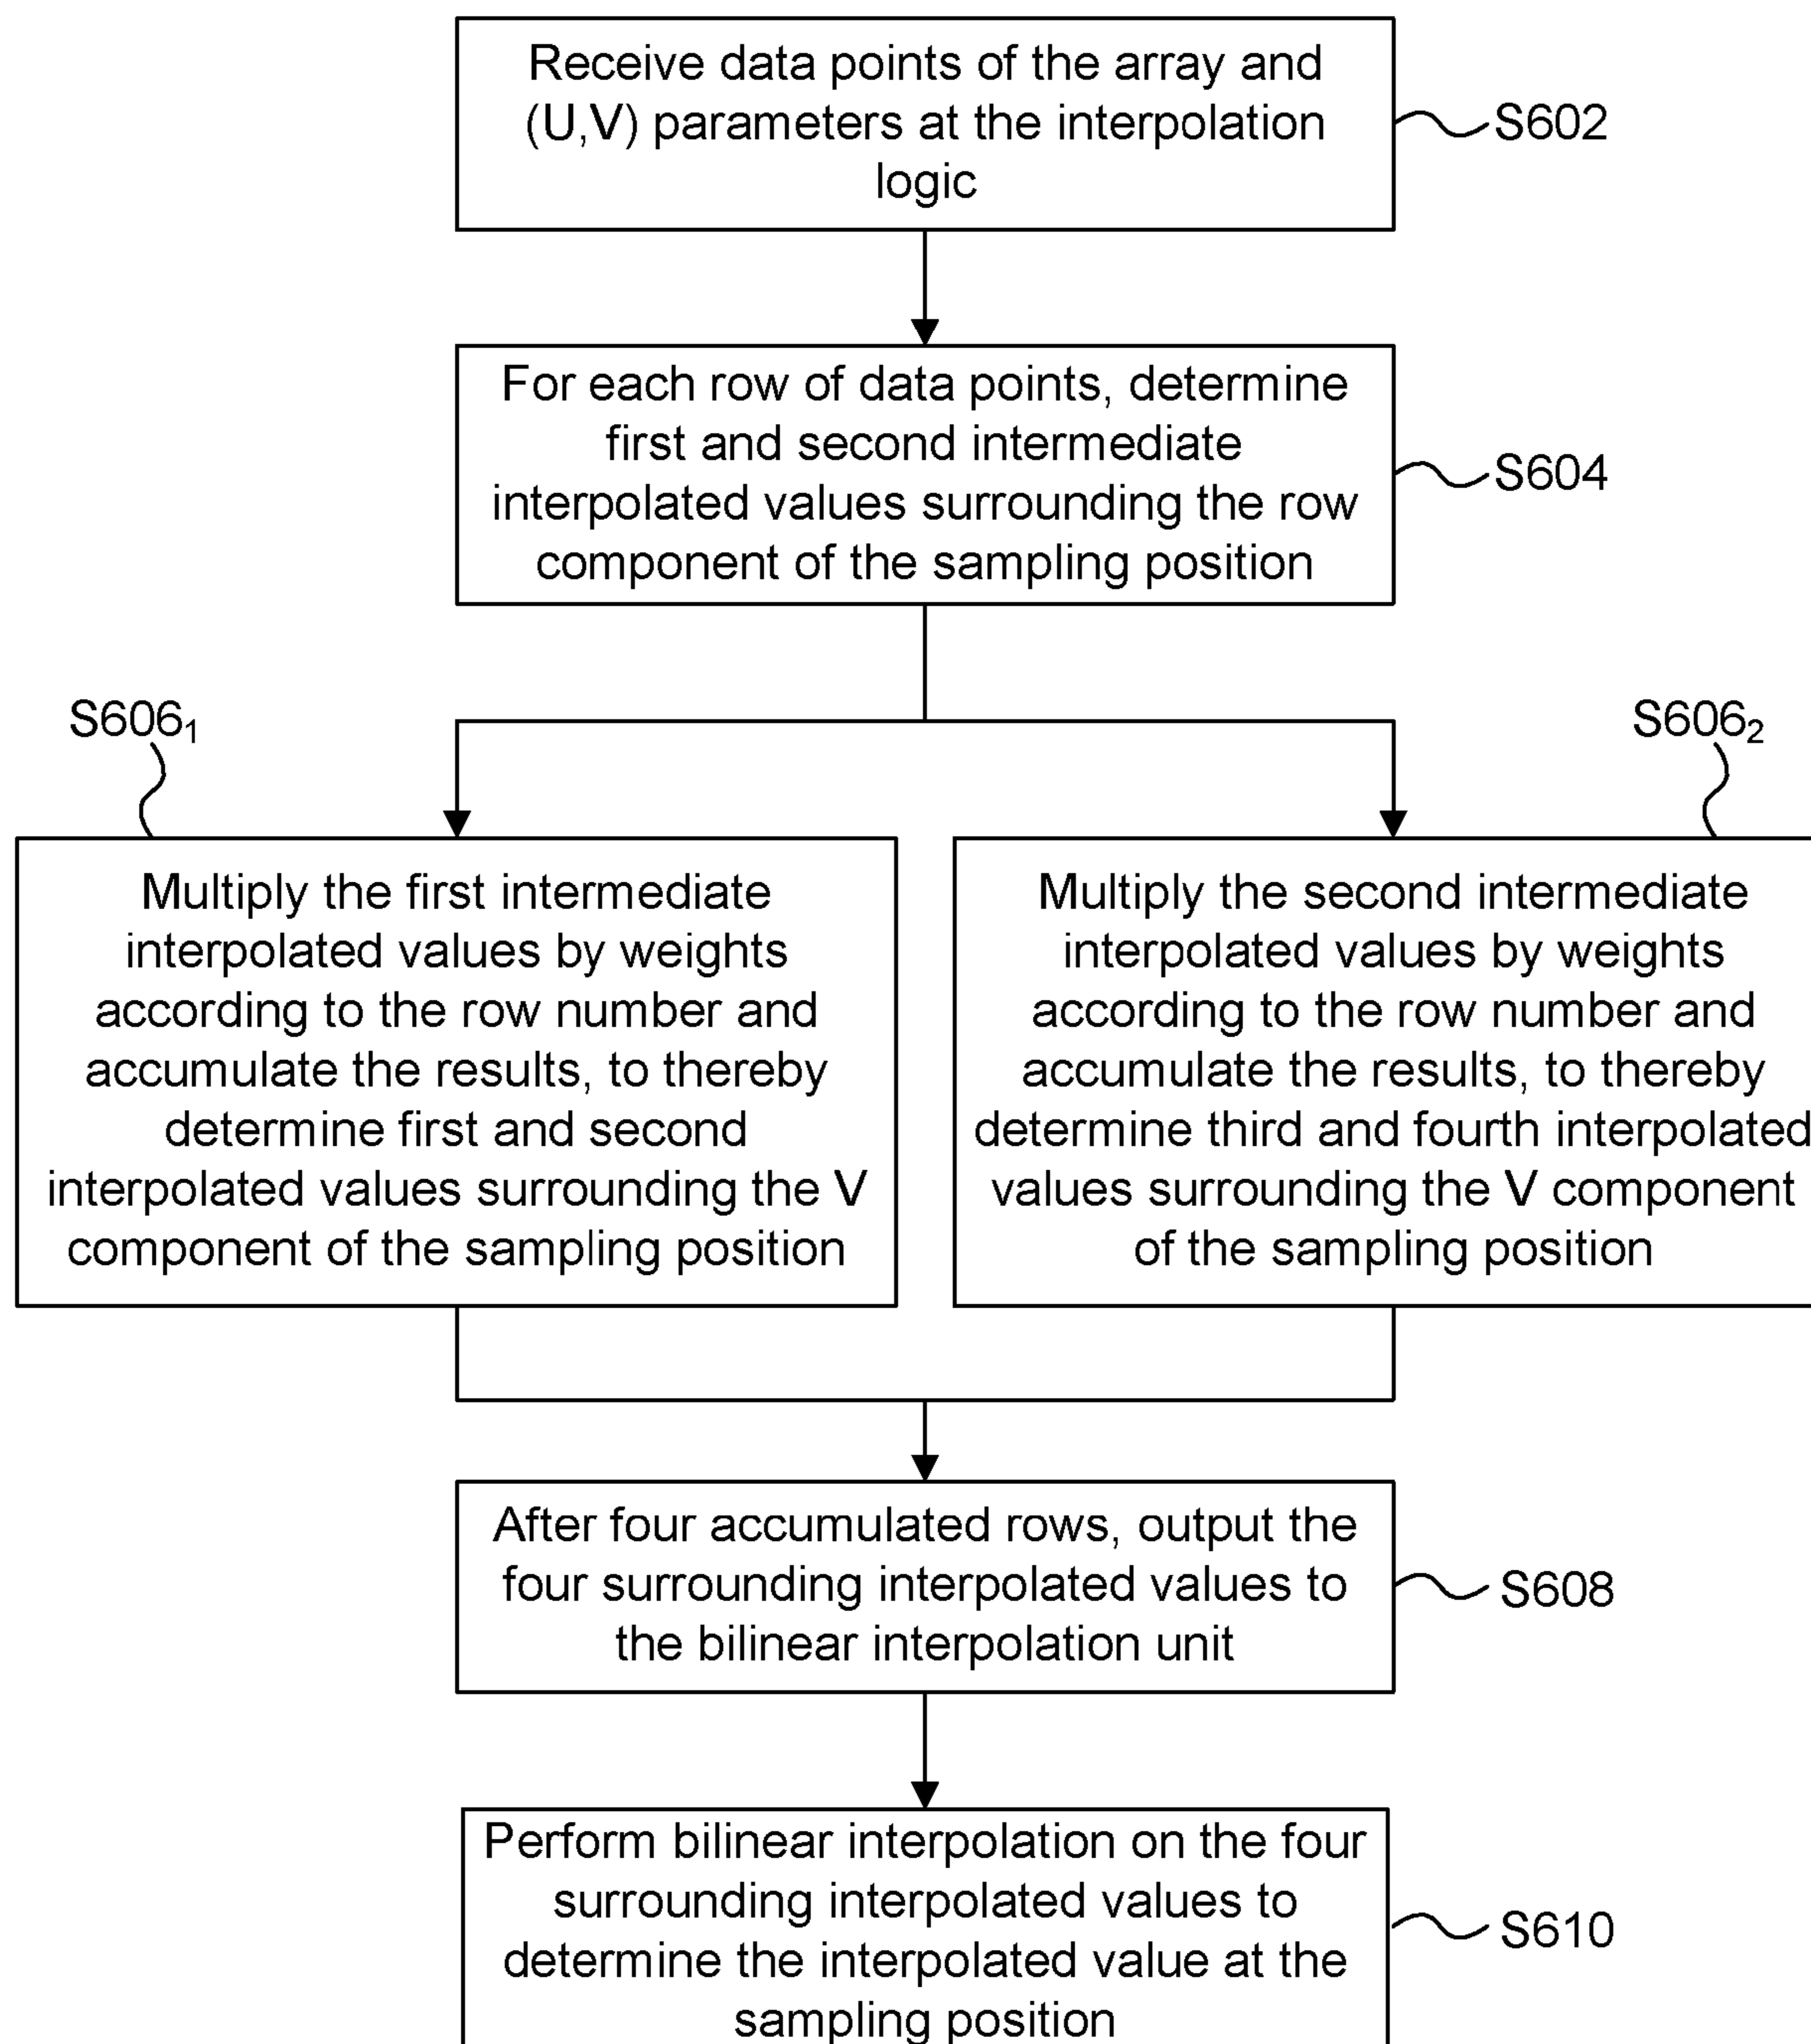 Receive data points of the array and
(U,V) parameters at the interpolation
logic
S602
For each row of data points, determine
first and second intermediate
interpolated values surrounding the row
component of the sampling position
S604
S606₁
S606₂
Multiply the first intermediate
interpolated values by weights
according to the row number and
accumulate the results, to thereby
determine first and second
interpolated values surrounding the V
component of the sampling position
Multiply the second intermediate
interpolated values by weights
according to the row number and
accumulate the results, to thereby
determine third and fourth interpolated
values surrounding the V component
of the sampling position
After four accumulated rows, output the
four surrounding interpolated values to
the bilinear interpolation unit
S608
Perform bilinear interpolation on the four
surrounding interpolated values to
determine the interpolated value at the
sampling position
S610